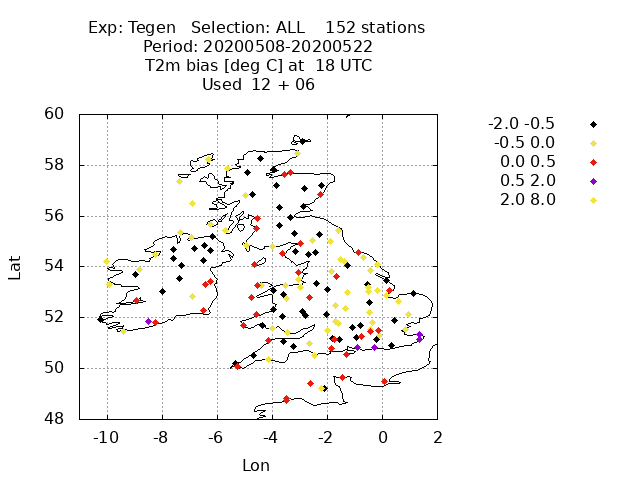 Exp: Tegen   Selection: ALL    152 stations
Period: 20200508-20200522
T2m bias [deg C] at  18 UTC
Used  12 + 06
-2.0 -0.5
-0.5 0.0
0.0 0.5
0.5 2.0
2.0 8.0
60
58
56
54
52
50
48
Lat
-10 -8 -6 -4 -2 0 2
Lon